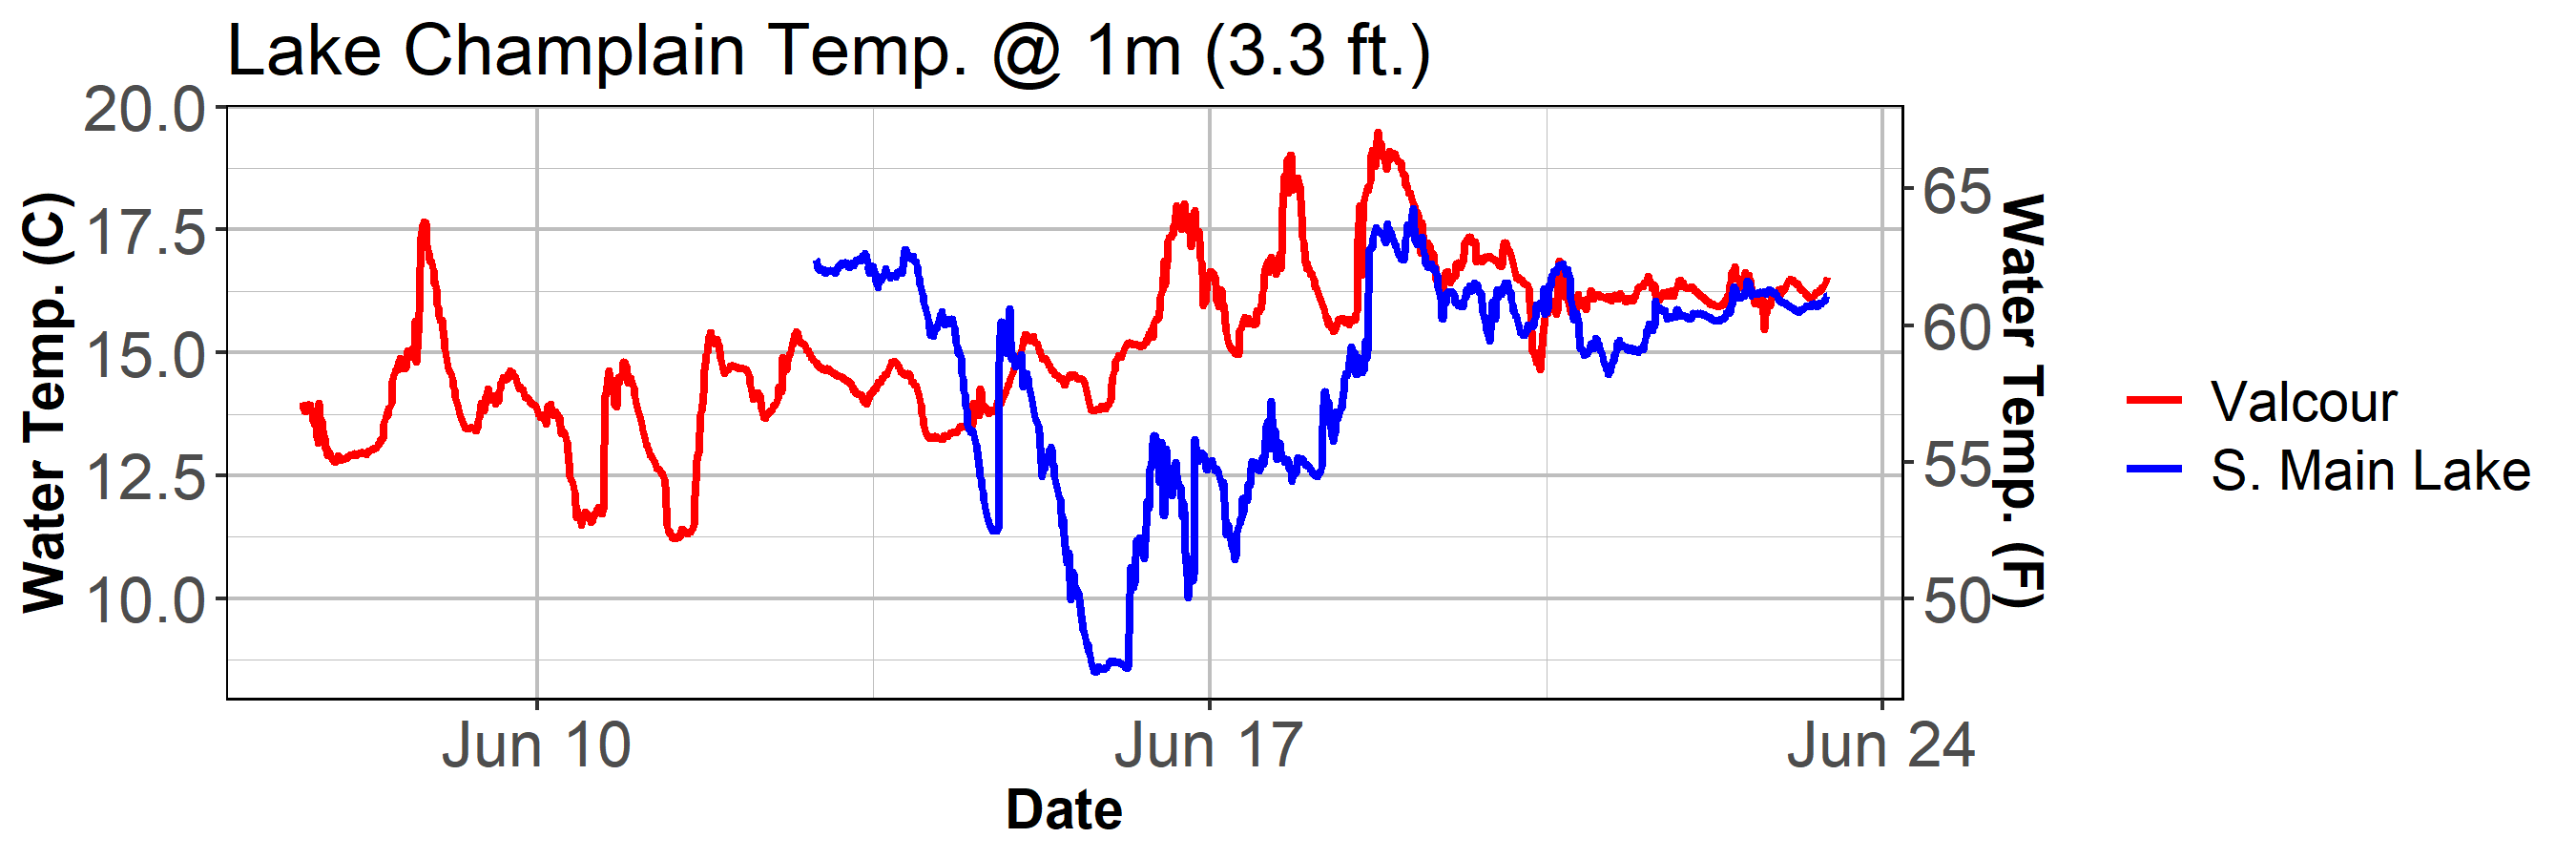 Lake Champlain Temp. @ 1m (3.3 ft.)
Water Temp. (C)
20.0
17.5
15.0
12.5
10.0
65
60
55
50
Water Temp. (F)
Jun 10
Jun 17
Jun 24
Date
Valcour
S. Main Lake